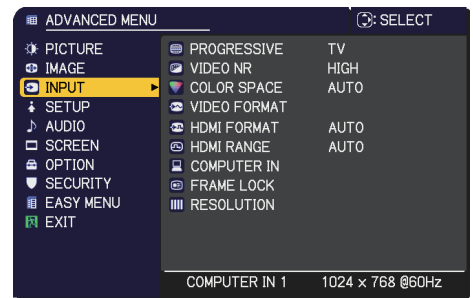 ADVANCED MENU : SELECT
PICTURE
IMAGE
INPUT
SETUP
AUDIO
SCREEN
OPTION
SECURITY
EASY MENU
EXIT
PROGRESSIVE TV
VIDEO NR HIGH
COLOR SPACE AUTO
VIDEO FORMAT
HDMI FORMAT AUTO
HDMI RANGE AUTO
COMPUTER IN
FRAME LOCK
RESOLUTION
COMPUTER IN 1 1024 × 768 @60Hz